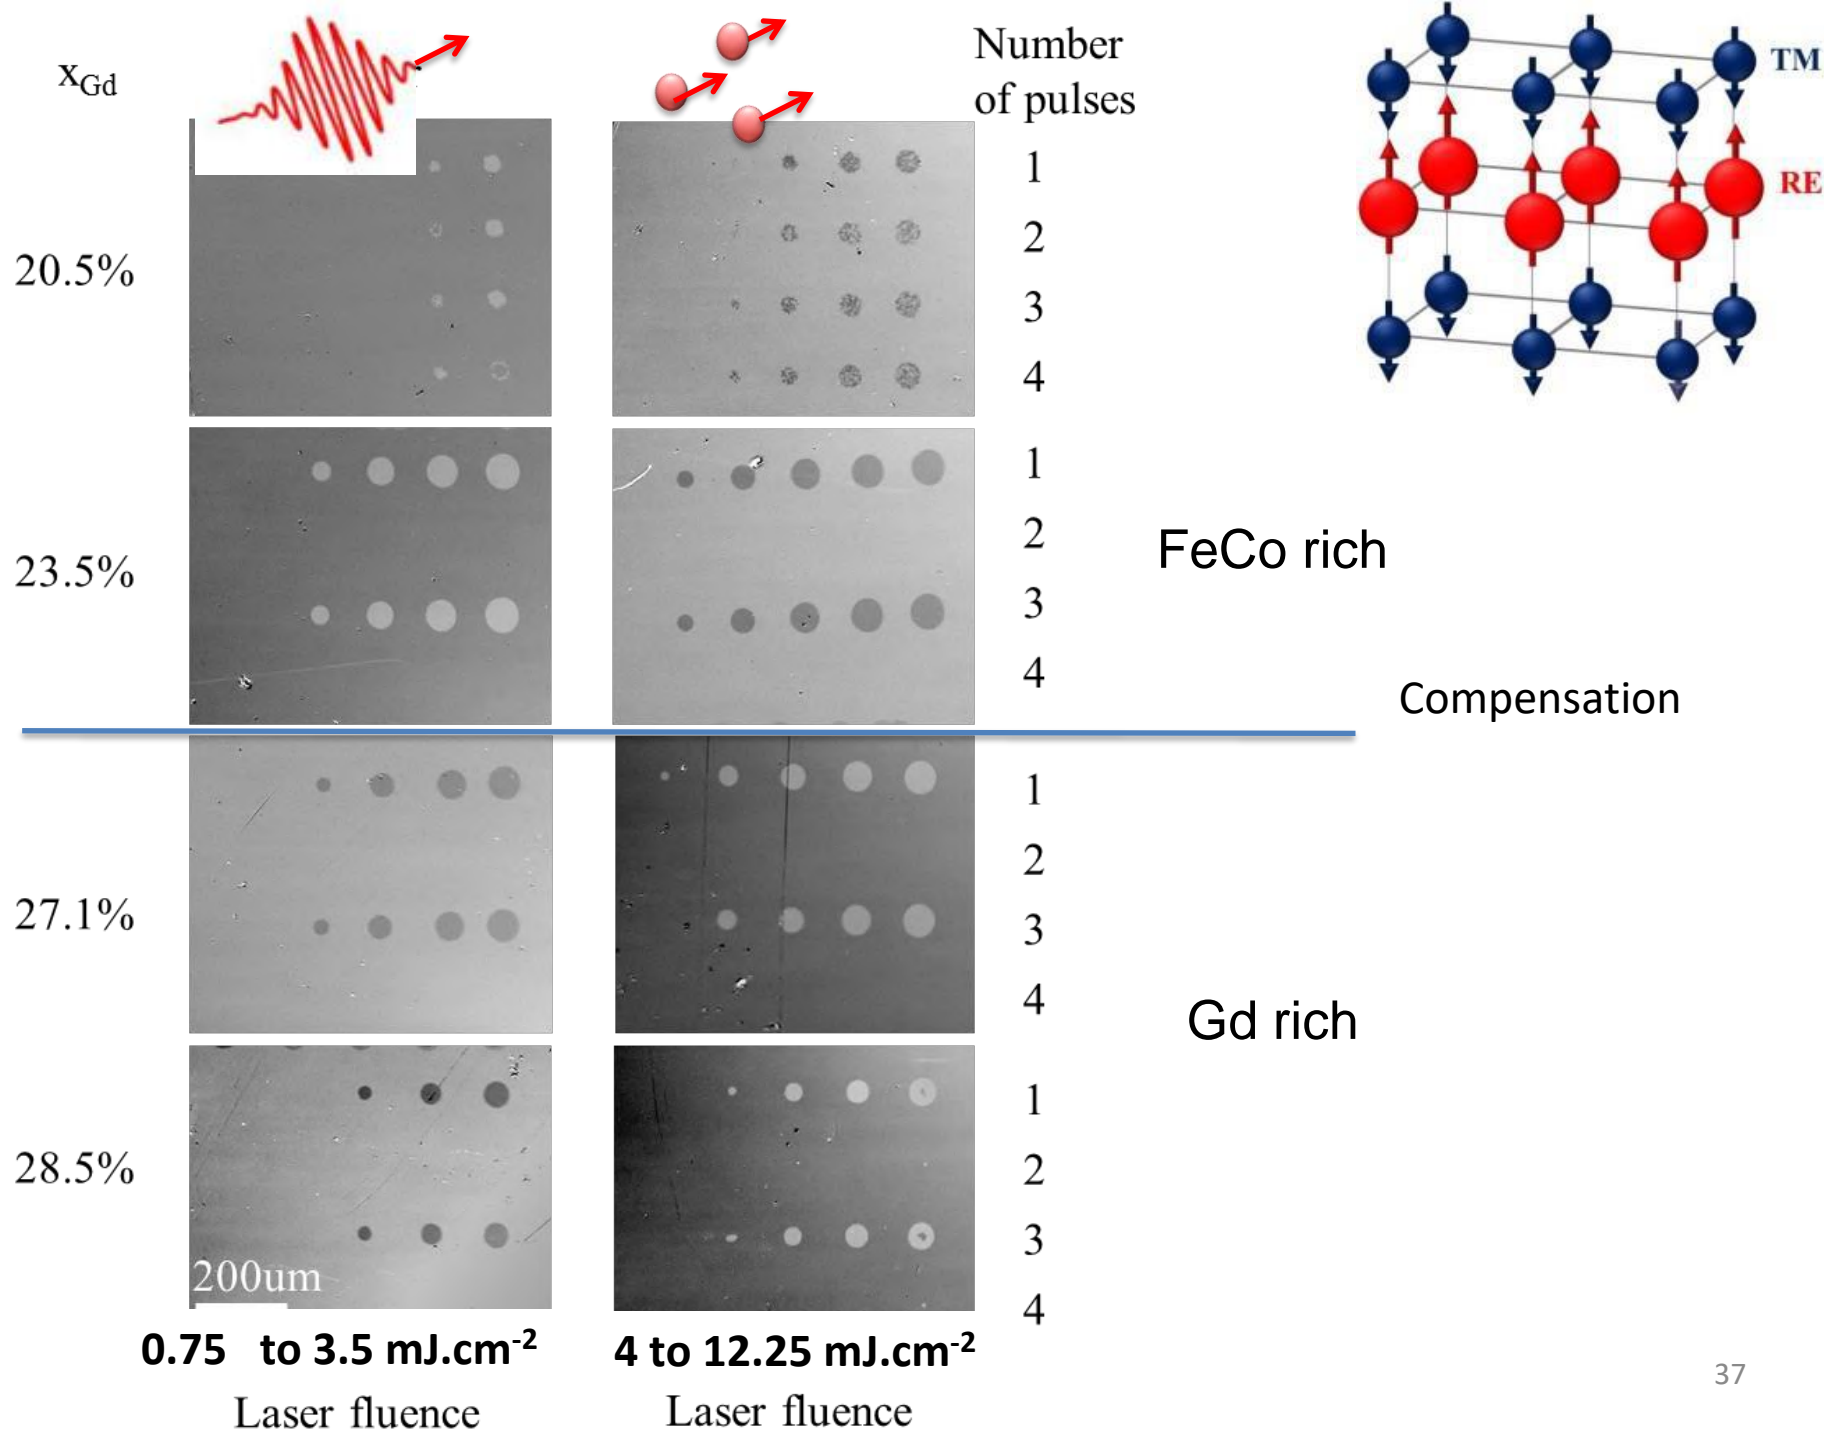 x_Gd
Number
of pulses
TM
RE
20.5%
1
2
3
4
23.5%
1
2
3
4
FeCo rich
Compensation
27.1%
1
2
3
4
Gd rich
28.5%
1
2
3
4
200um
0.75 to 3.5 mJ.cm⁻²
4 to 12.25 mJ.cm⁻²
Laser fluence
Laser fluence
37